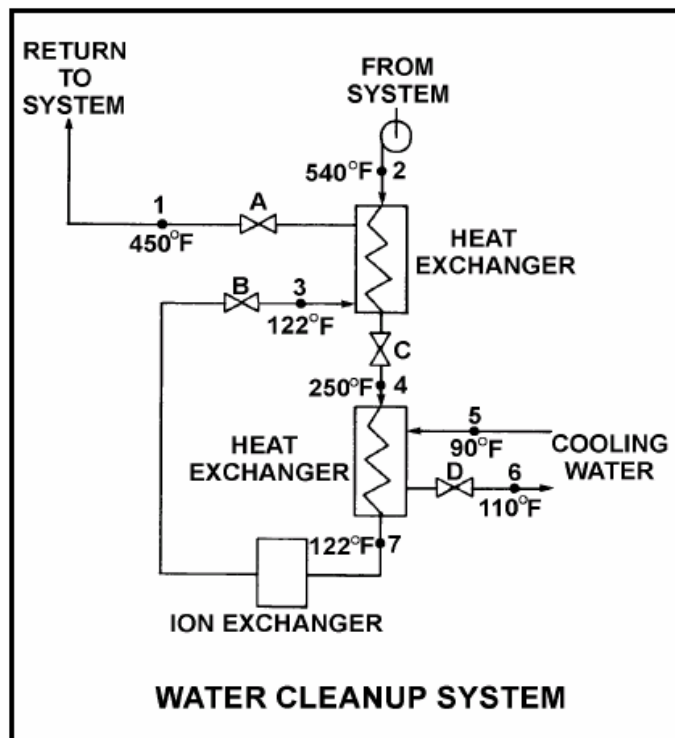 RETURN
TO
SYSTEM
FROM
SYSTEM
540°F 2
1
A
450°F
HEAT
EXCHANGER
B
3
122°F
C
250°F 4
HEAT
EXCHANGER
5
90°F
COOLING
WATER
D
6
110°F
122°F 7
ION EXCHANGER
WATER CLEANUP SYSTEM